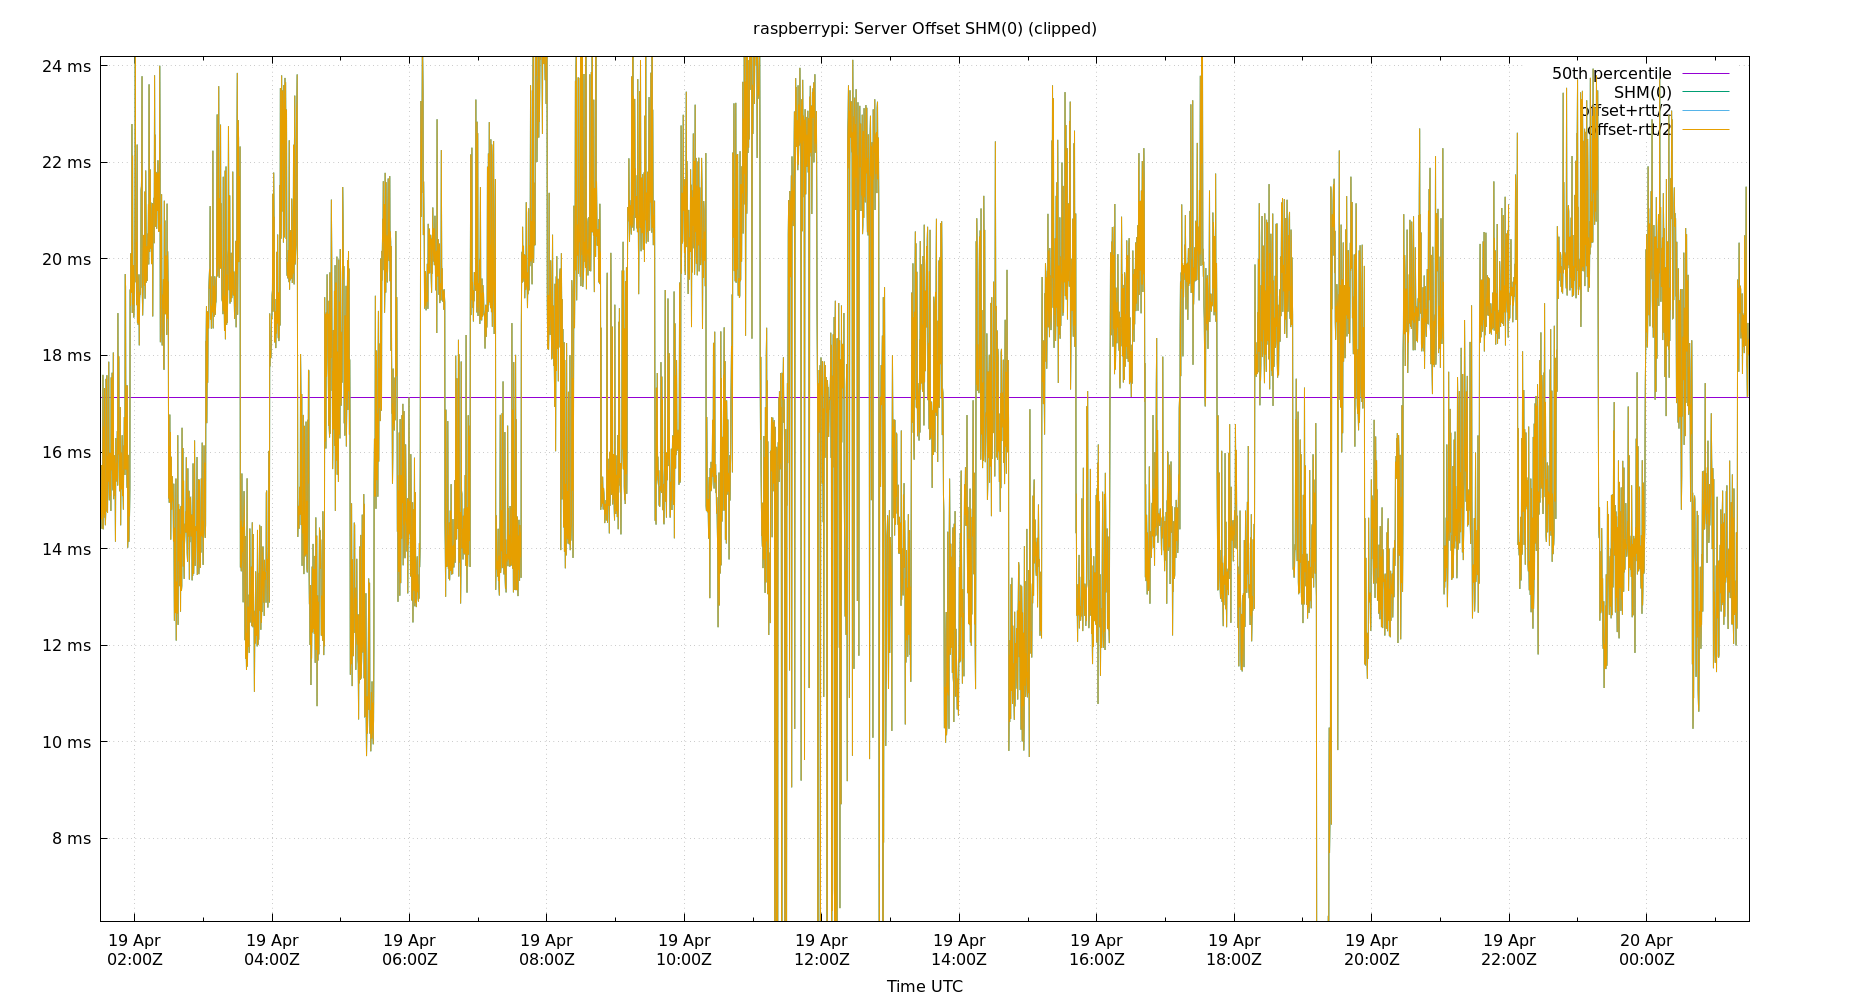 raspberrypi: Server Offset SHM(0) (clipped)
24 ms
50th percentile
SHM(0)
offset+rtt/2
offset-rtt/2
22 ms
20 ms
18 ms
16 ms
14 ms
12 ms
10 ms
8 ms
19 Apr 19 Apr 19 Apr 19 Apr 19 Apr 19 Apr 19 Apr 19 Apr 19 Apr 19 Apr 19 Apr 20 Apr
02:00Z 04:00Z 06:00Z 08:00Z 10:00Z 12:00Z 14:00Z 16:00Z 18:00Z 20:00Z 22:00Z 00:00Z
Time UTC